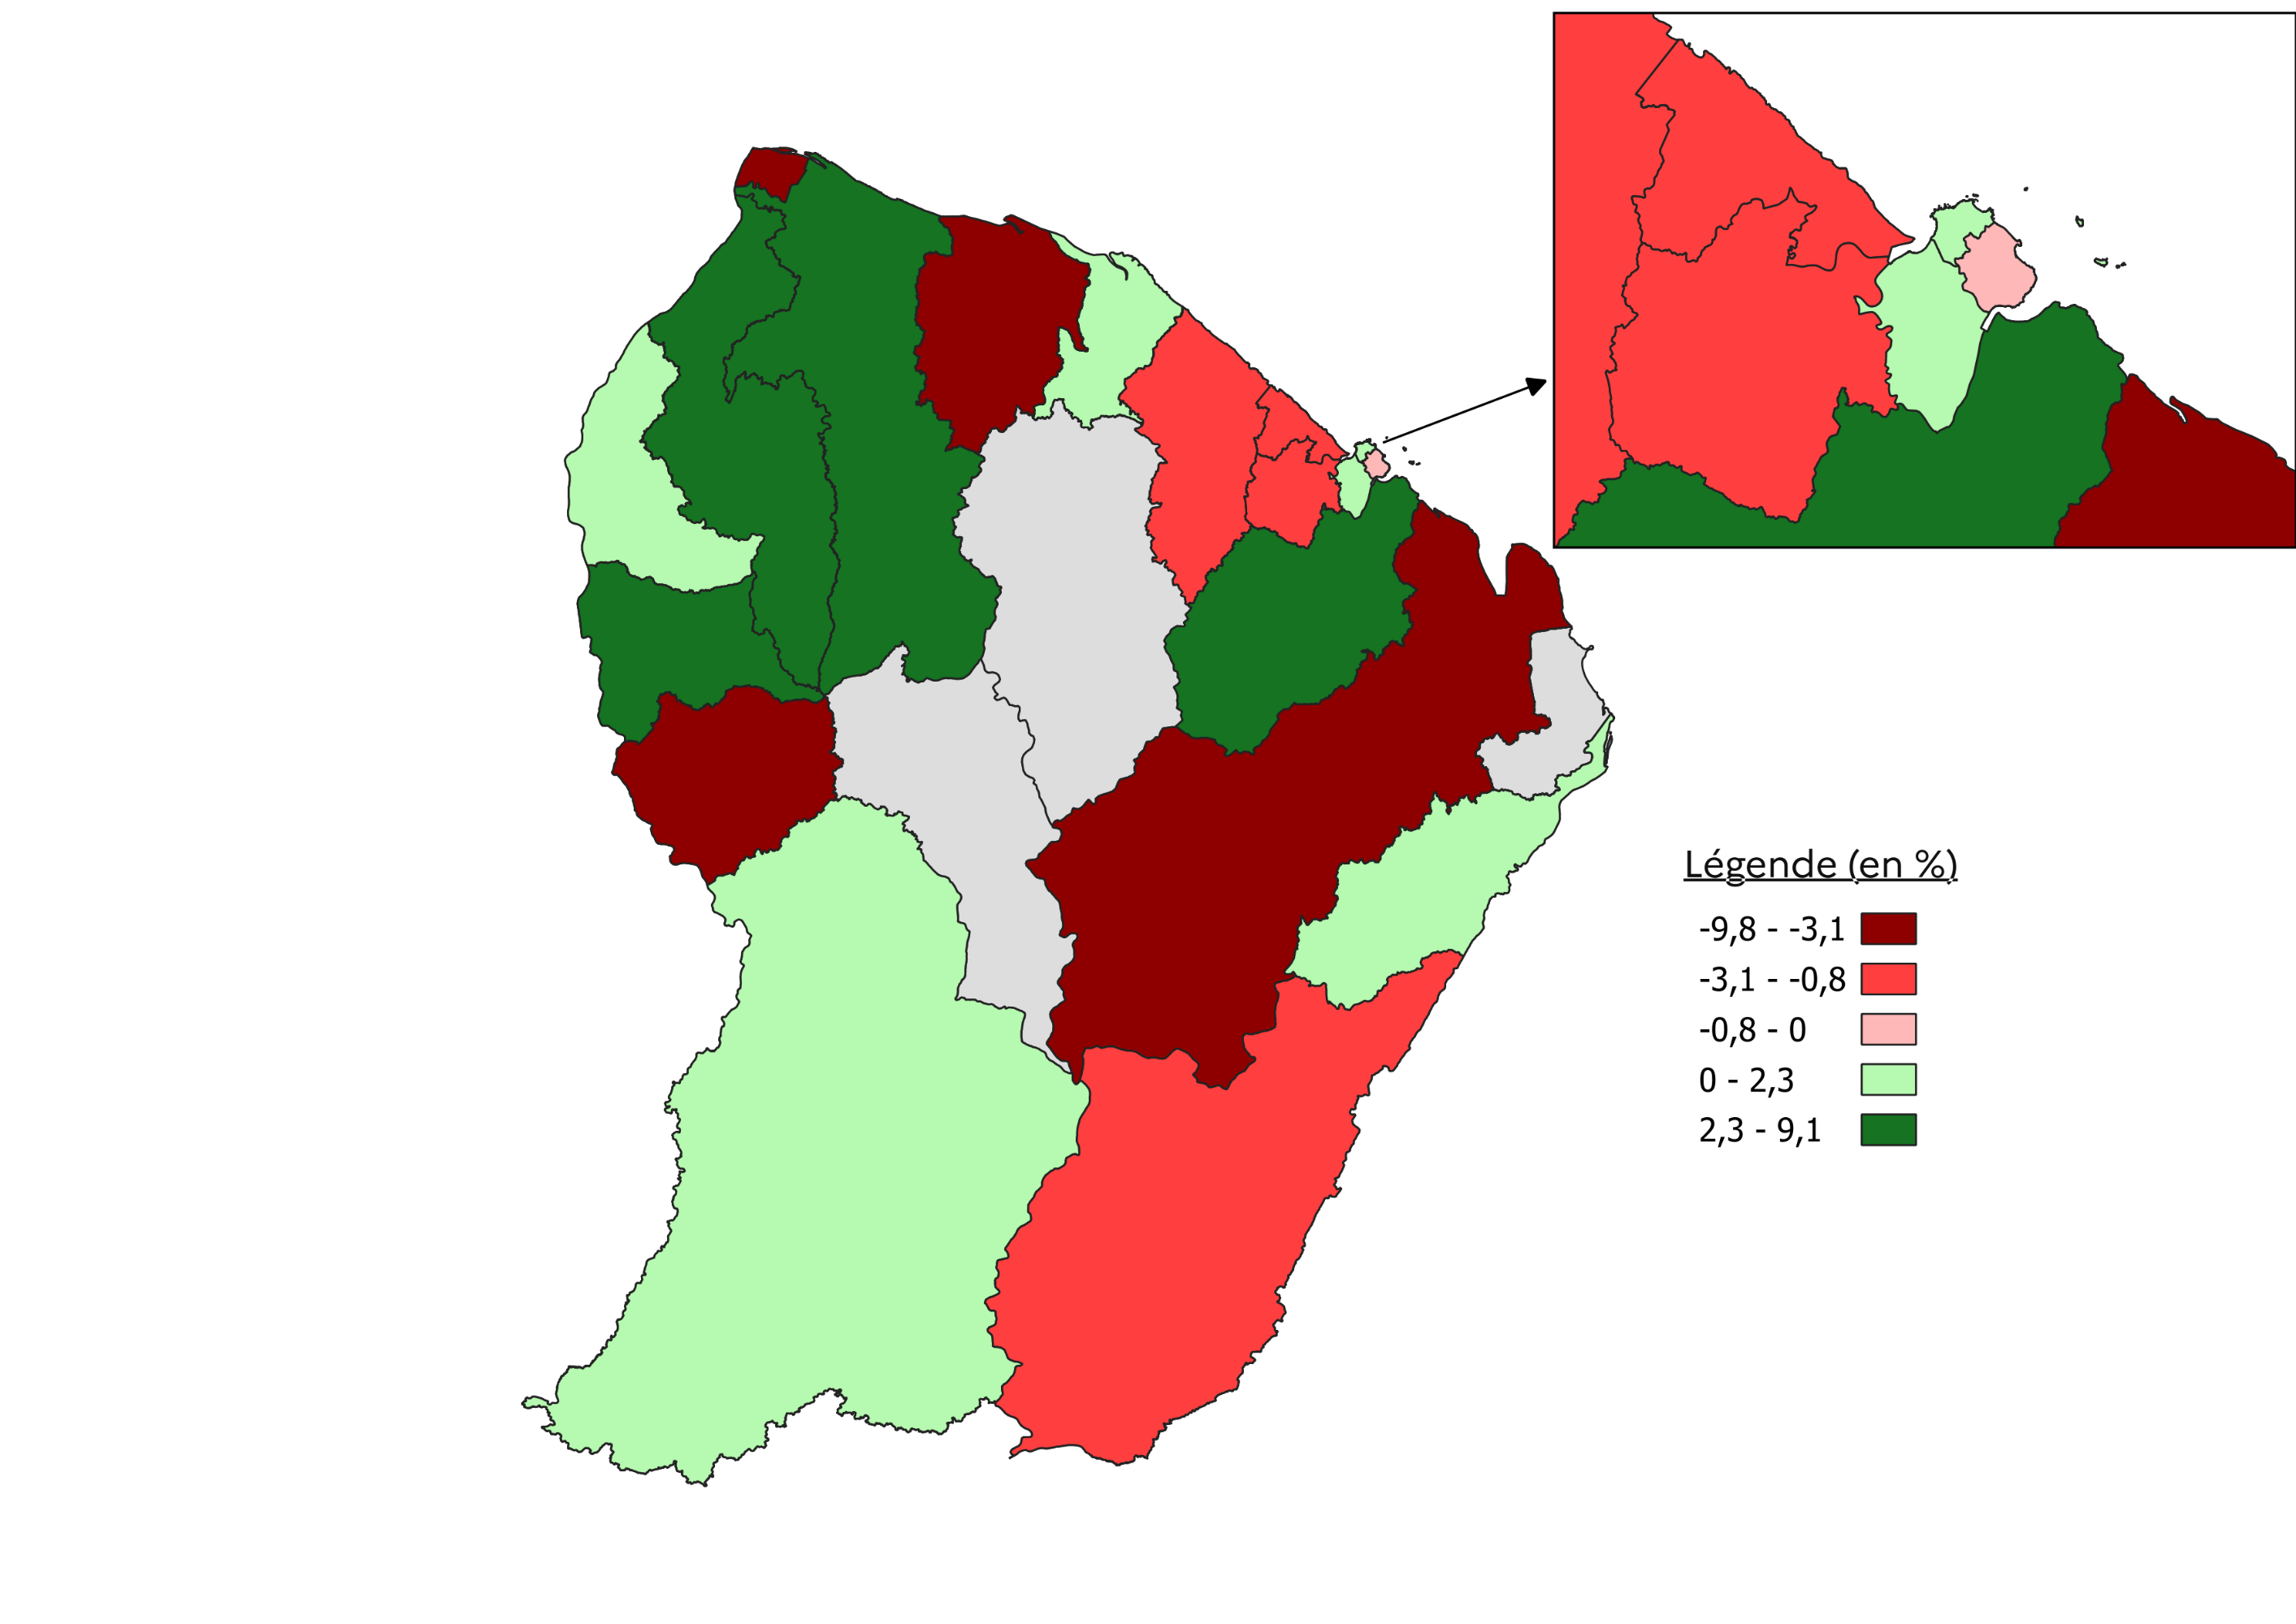 Légende (en %)
-9,8 - -3,1
-3,1 - -0,8
-0,8 - 0
0 - 2,3
2,3 - 9,1